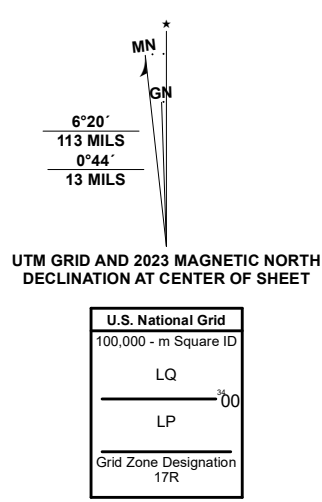 ★
MN
GN
6°20´
113 MILS
0°44´
13 MILS
UTM GRID AND 2023 MAGNETIC NORTH
DECLINATION AT CENTER OF SHEET
U.S. National Grid
100,000 - m Square ID
LQ
34
00
LP
Grid Zone Designation
17R